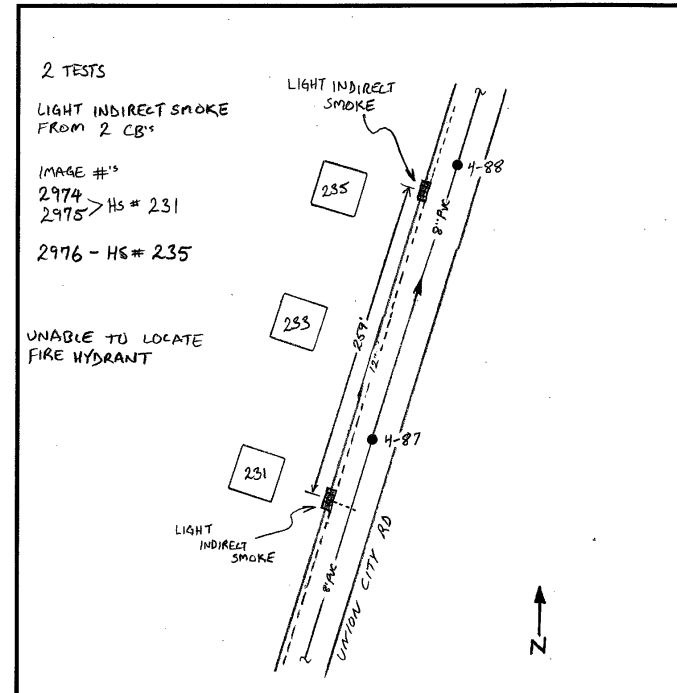 2 TESTS
LIGHT INDIRECT SMOKE
FROM 2 CB's
IMAGE #'s
2974
2975 > HS # 231
2976 - HS # 235
UNABLE TO LOCATE
FIRE HYDRANT
LIGHT INDIRECT
SMOKE
235
4-88
8" PVC
233
259'
12"
4-87
231
LIGHT
INDIRECT
SMOKE
8" PVC
UNION CITY RD
N